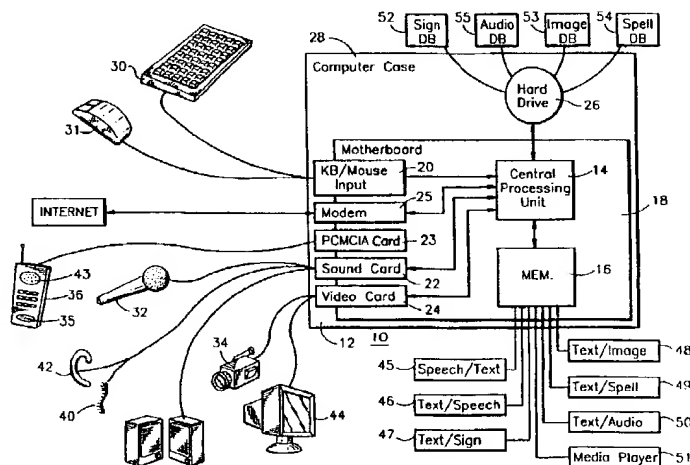 52
Sign
DB
55
Audio
DB
53
Image
DB
54
Spell
DB
28
Computer Case
Hard
Drive
26
30
31
Motherboard
KB/Mouse
Input
20
Central
Processing
Unit
14
18
INTERNET
Modem
25
PCMCIA Card
23
Sound Card
22
Video Card
24
MEM.
16
43
36
35
32
12
10
34
42
40
44
45
Speech/Text
46
Text/Speech
47
Text/Sign
Text/Image
48
Text/Spell
49
Text/Audio
50
Media Player
51